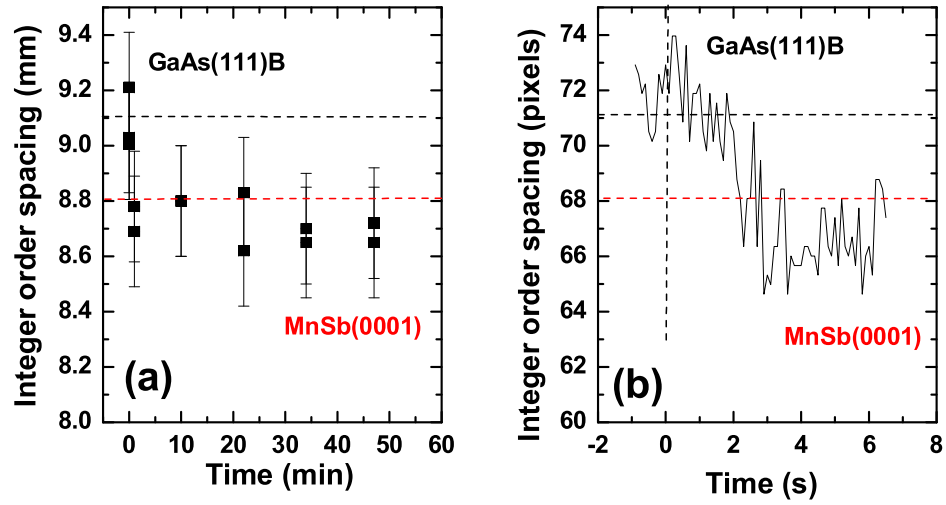 9.4
9.2
9.0
8.8
8.6
8.4
8.2
8.0
Integer order spacing (mm)
GaAs(111)B
MnSb(0001)
(a)
0 10 20 30 40 50 60
Time (min)
74
72
70
68
66
64
62
60
Integer order spacing (pixels)
GaAs(111)B
MnSb(0001)
(b)
-2 0 2 4 6 8
Time (s)